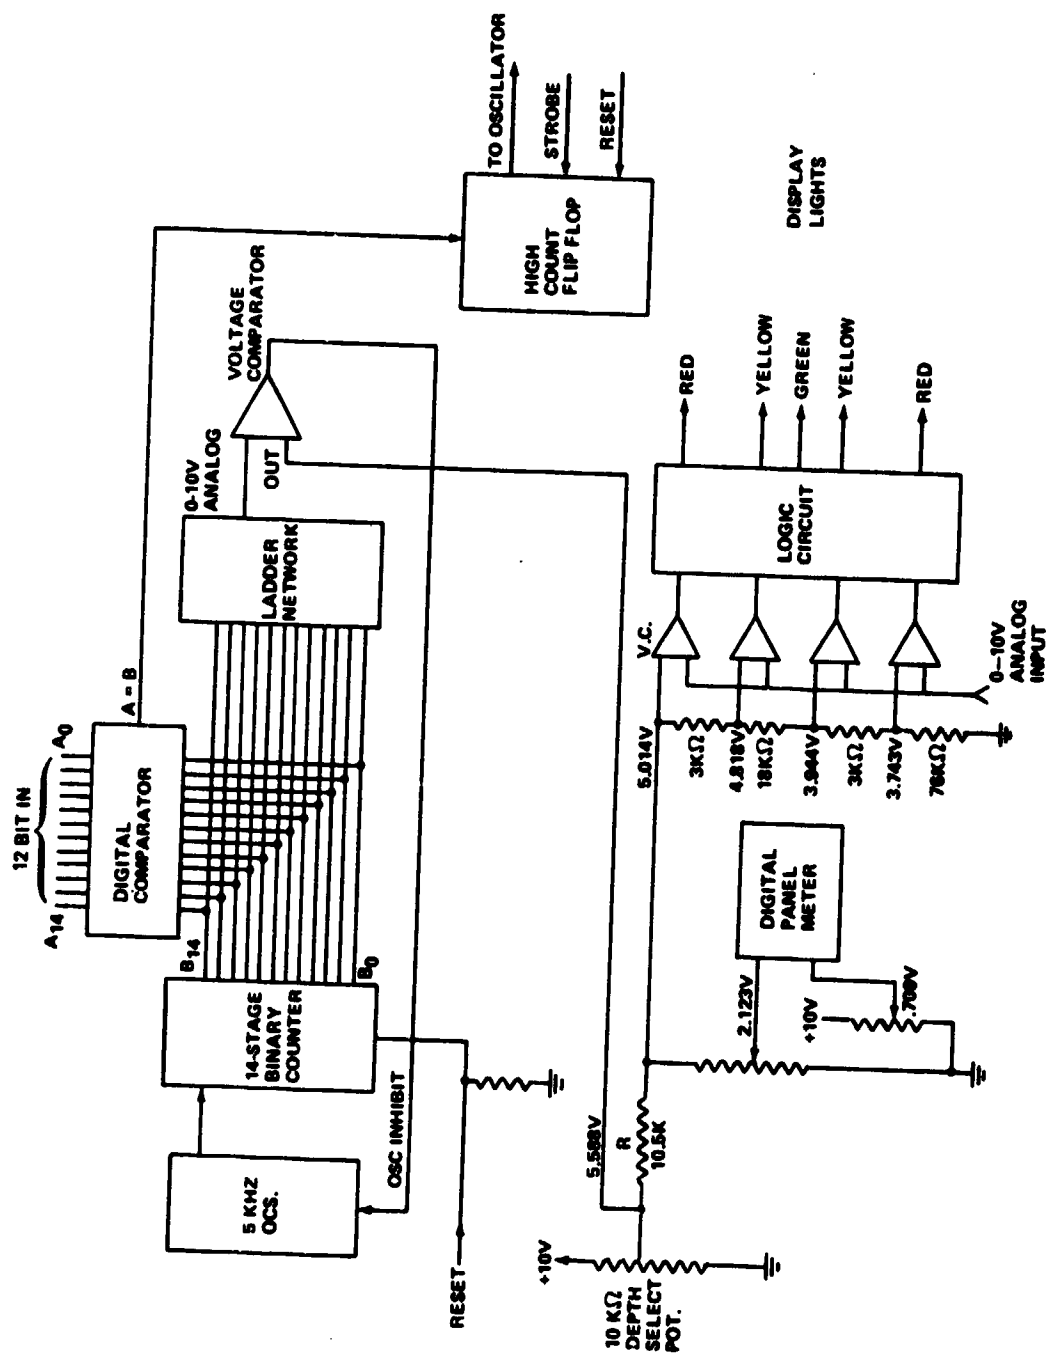 12 BIT IN
A14
A0
DIGITAL
COMPARATOR
A = B
B14
B0
5 KHZ
OCS.
14-STAGE
BINARY
COUNTER
LADDER
NETWORK
0-10V
ANALOG
OUT
VOLTAGE
COMPARATOR
OSC INHIBIT
RESET
HIGH
COUNT
FLIP FLOP
TO OSCILLATOR
STROBE
RESET
+10V
10 KΩ
DEPTH
SELECT
POT.
5.588V
R
10.5K
2.123V
+10V
.709V
DIGITAL
PANEL
METER
5.014V
3KΩ
4.818V
18KΩ
3.944V
3KΩ
3.743V
76KΩ
V.C.
0-10V
ANALOG
INPUT
LOGIC
CIRCUIT
RED
YELLOW
GREEN
YELLOW
RED
DISPLAY
LIGHTS